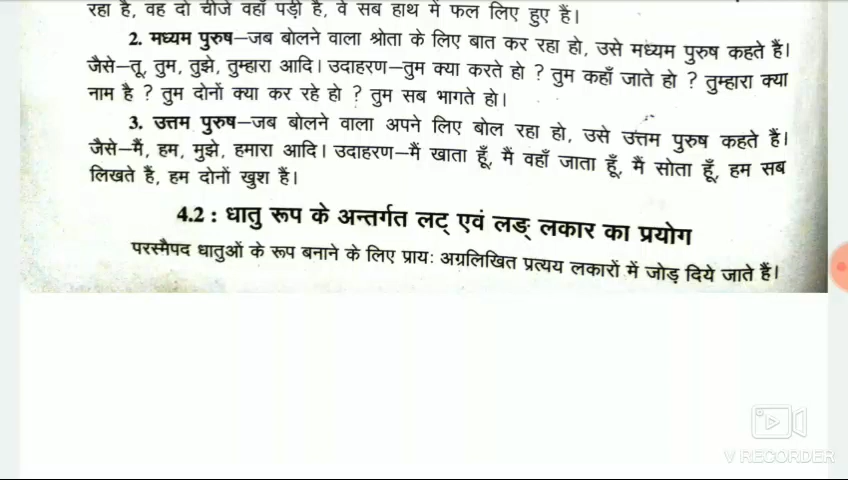 रहा है, वह दो चीजें वहाँ पड़ी है, वे सब हाथ में फल लिए हुए हैं।
2. मध्यम पुरुष–जब बोलने वाला श्रोता के लिए बात कर रहा हो, उसे मध्यम पुरुष कहते हैं।
जैसे–तू, तुम, तुझे, तुम्हारा आदि। उदाहरण–तुम क्या करते हो ? तुम कहाँ जाते हो ? तुम्हारा क्या
नाम है ? तुम दोनों क्या कर रहे हो ? तुम सब भागते हो।
3. उत्तम पुरुष–जब बोलने वाला अपने लिए बोल रहा हो, उसे उत्तम पुरुष कहते हैं।
जैसे–मैं, हम, मुझे, हमारा आदि। उदाहरण–मैं खाता हूँ, मैं वहाँ जाता हूँ, मैं सोता हूँ, हम सब
लिखते हैं, हम दोनों खुश हैं।
4.2 : धातु रूप के अन्तर्गत लट् एवं लङ् लकार का प्रयोग
परस्मैपद धातुओं के रूप बनाने के लिए प्रायः अग्रलिखित प्रत्यय लकारों में जोड़ दिये जाते हैं।
V RECORDER